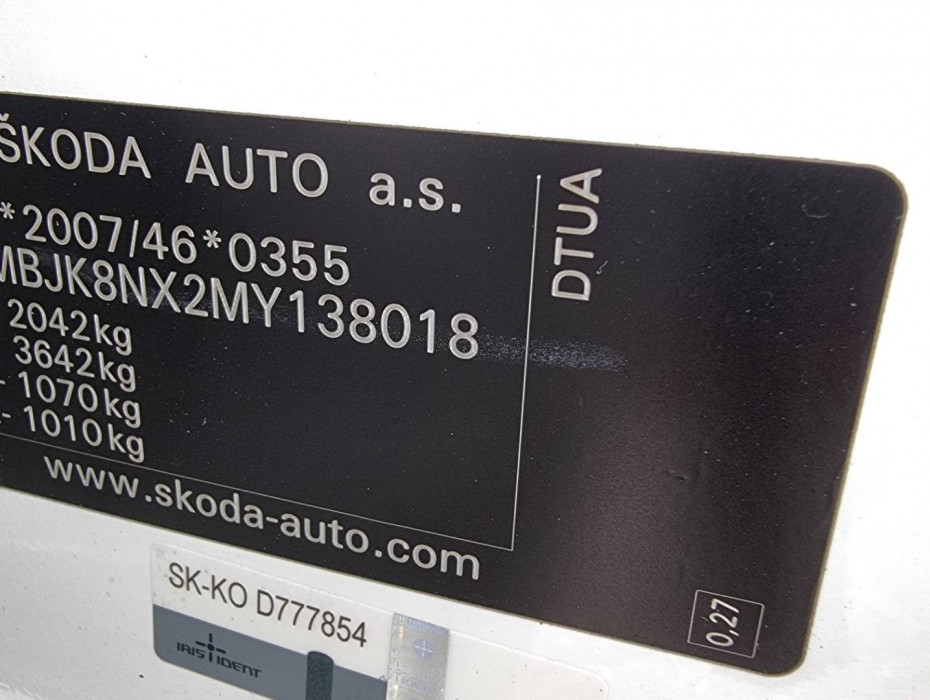 ŠKODA AUTO a.s.
*2007/46*0355
MBJK8NX2MY138018
2042kg
3642kg
- 1070kg
- 1010kg
www.skoda-auto.com
DTUA
0,27
SK-KO D777854
IRIS IDENT